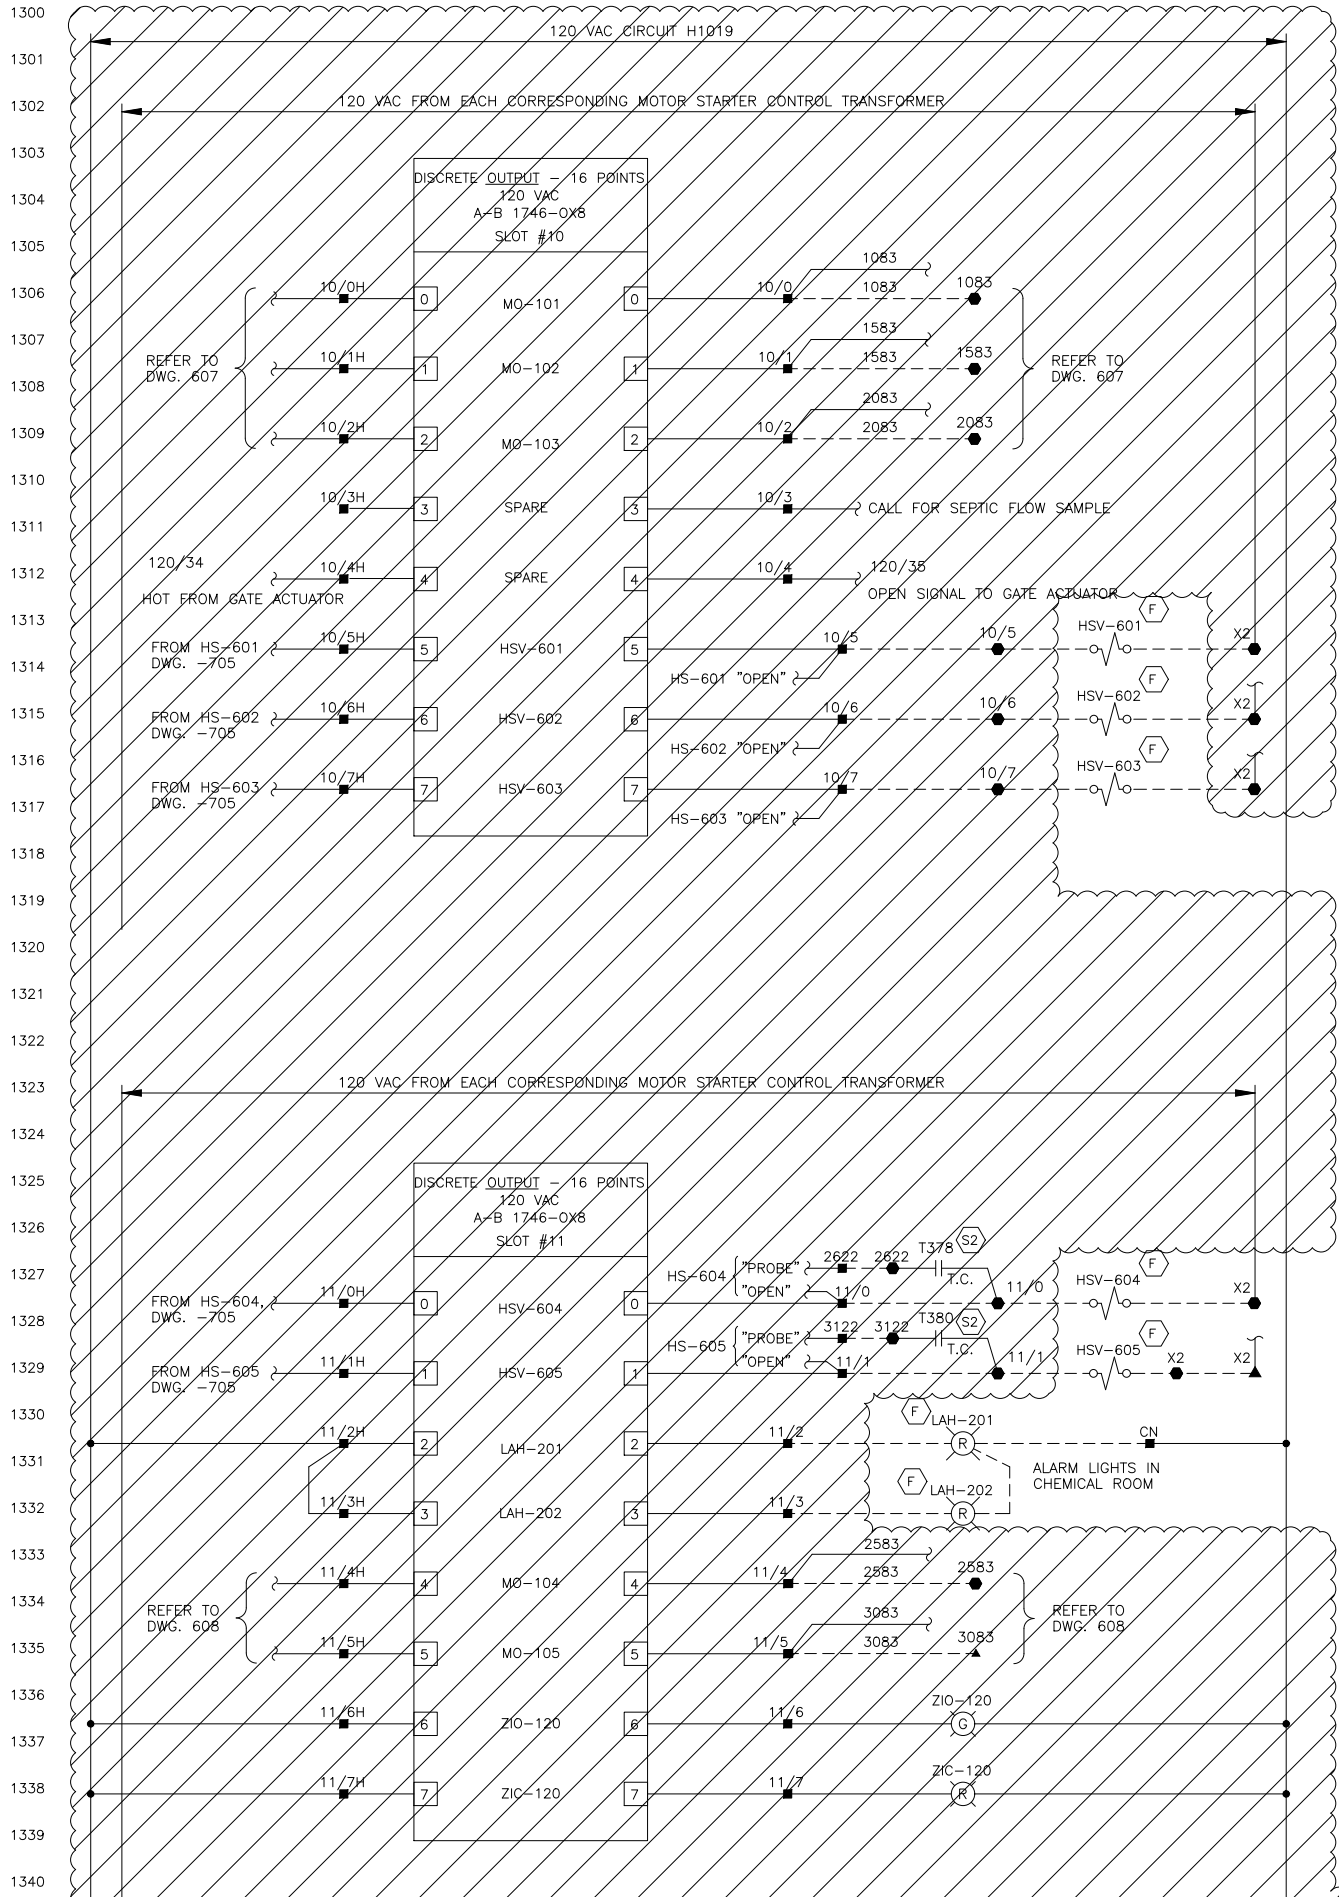 1300
120 VAC CIRCUIT H1019
1301
1302
120 VAC FROM EACH CORRESPONDING MOTOR STARTER CONTROL TRANSFORMER
1303
DISCRETE OUTPUT - 16 POINTS
1304
120 VAC
A-B 1746-OX8
1305
SLOT #10
1083
1306
10/0H 0 MO-101 0 10/0 1083 1083
1307
1583
REFER TO
DWG. 607
10/1H 1 MO-102 1 10/1 1583 1583
REFER TO
DWG. 607
1308
2083
1309
10/2H 2 MO-103 2 10/2 2083 2083
1310
10/3H 3 SPARE 3 10/3 CALL FOR SEPTIC FLOW SAMPLE
1311
1312
120/34 10/4H 4 SPARE 4 10/4 120/35
HOT FROM GATE ACTUATOR
OPEN SIGNAL TO GATE ACTUATOR
1313
F
FROM HS-601
DWG. -705
10/5H 5 HSV-601 5 10/5 10/5 HSV-601 X2
1314
HS-601 "OPEN"
F
1315
FROM HS-602
DWG. -705
10/6H 6 HSV-602 6 10/6 10/6 HSV-602 X2
HS-602 "OPEN"
1316
F
FROM HS-603
DWG. -705
10/7H 7 HSV-603 7 10/7 10/7 HSV-603 X2
1317
HS-603 "OPEN"
1318
1319
1320
1321
1322
1323
120 VAC FROM EACH CORRESPONDING MOTOR STARTER CONTROL TRANSFORMER
1324
1325
DISCRETE OUTPUT - 16 POINTS
120 VAC
1326
A-B 1746-OX8
SLOT #11
1327
HS-604 "PROBE" 2622 2622 T378 S2
T.C.
"OPEN" 11/0
F
FROM HS-604,
DWG. -705
11/0H 0 HSV-604 0 11/0 HSV-604 X2
1328
HS-605 "PROBE" 3122 3122 T380 S2
T.C.
"OPEN" 11/1
F
1329
FROM HS-605
DWG. -705
11/1H 1 HSV-605 1 11/1 HSV-605 X2 X2
1330
11/2H 2 LAH-201 2 11/2 F LAH-201 R CN
1331
ALARM LIGHTS IN
CHEMICAL ROOM
1332
11/3H 3 LAH-202 3 11/3 F LAH-202 R
1333
2583
11/4H 4 MO-104 4 11/4 2583 2583
1334
REFER TO
DWG. 608
3083
REFER TO
DWG. 608
1335
11/5H 5 MO-105 5 11/5 3083 3083
1336
11/6H 6 ZIO-120 6 11/6 ZIO-120 G
1337
1338
11/7H 7 ZIC-120 7 11/7 ZIC-120 R
1339
1340